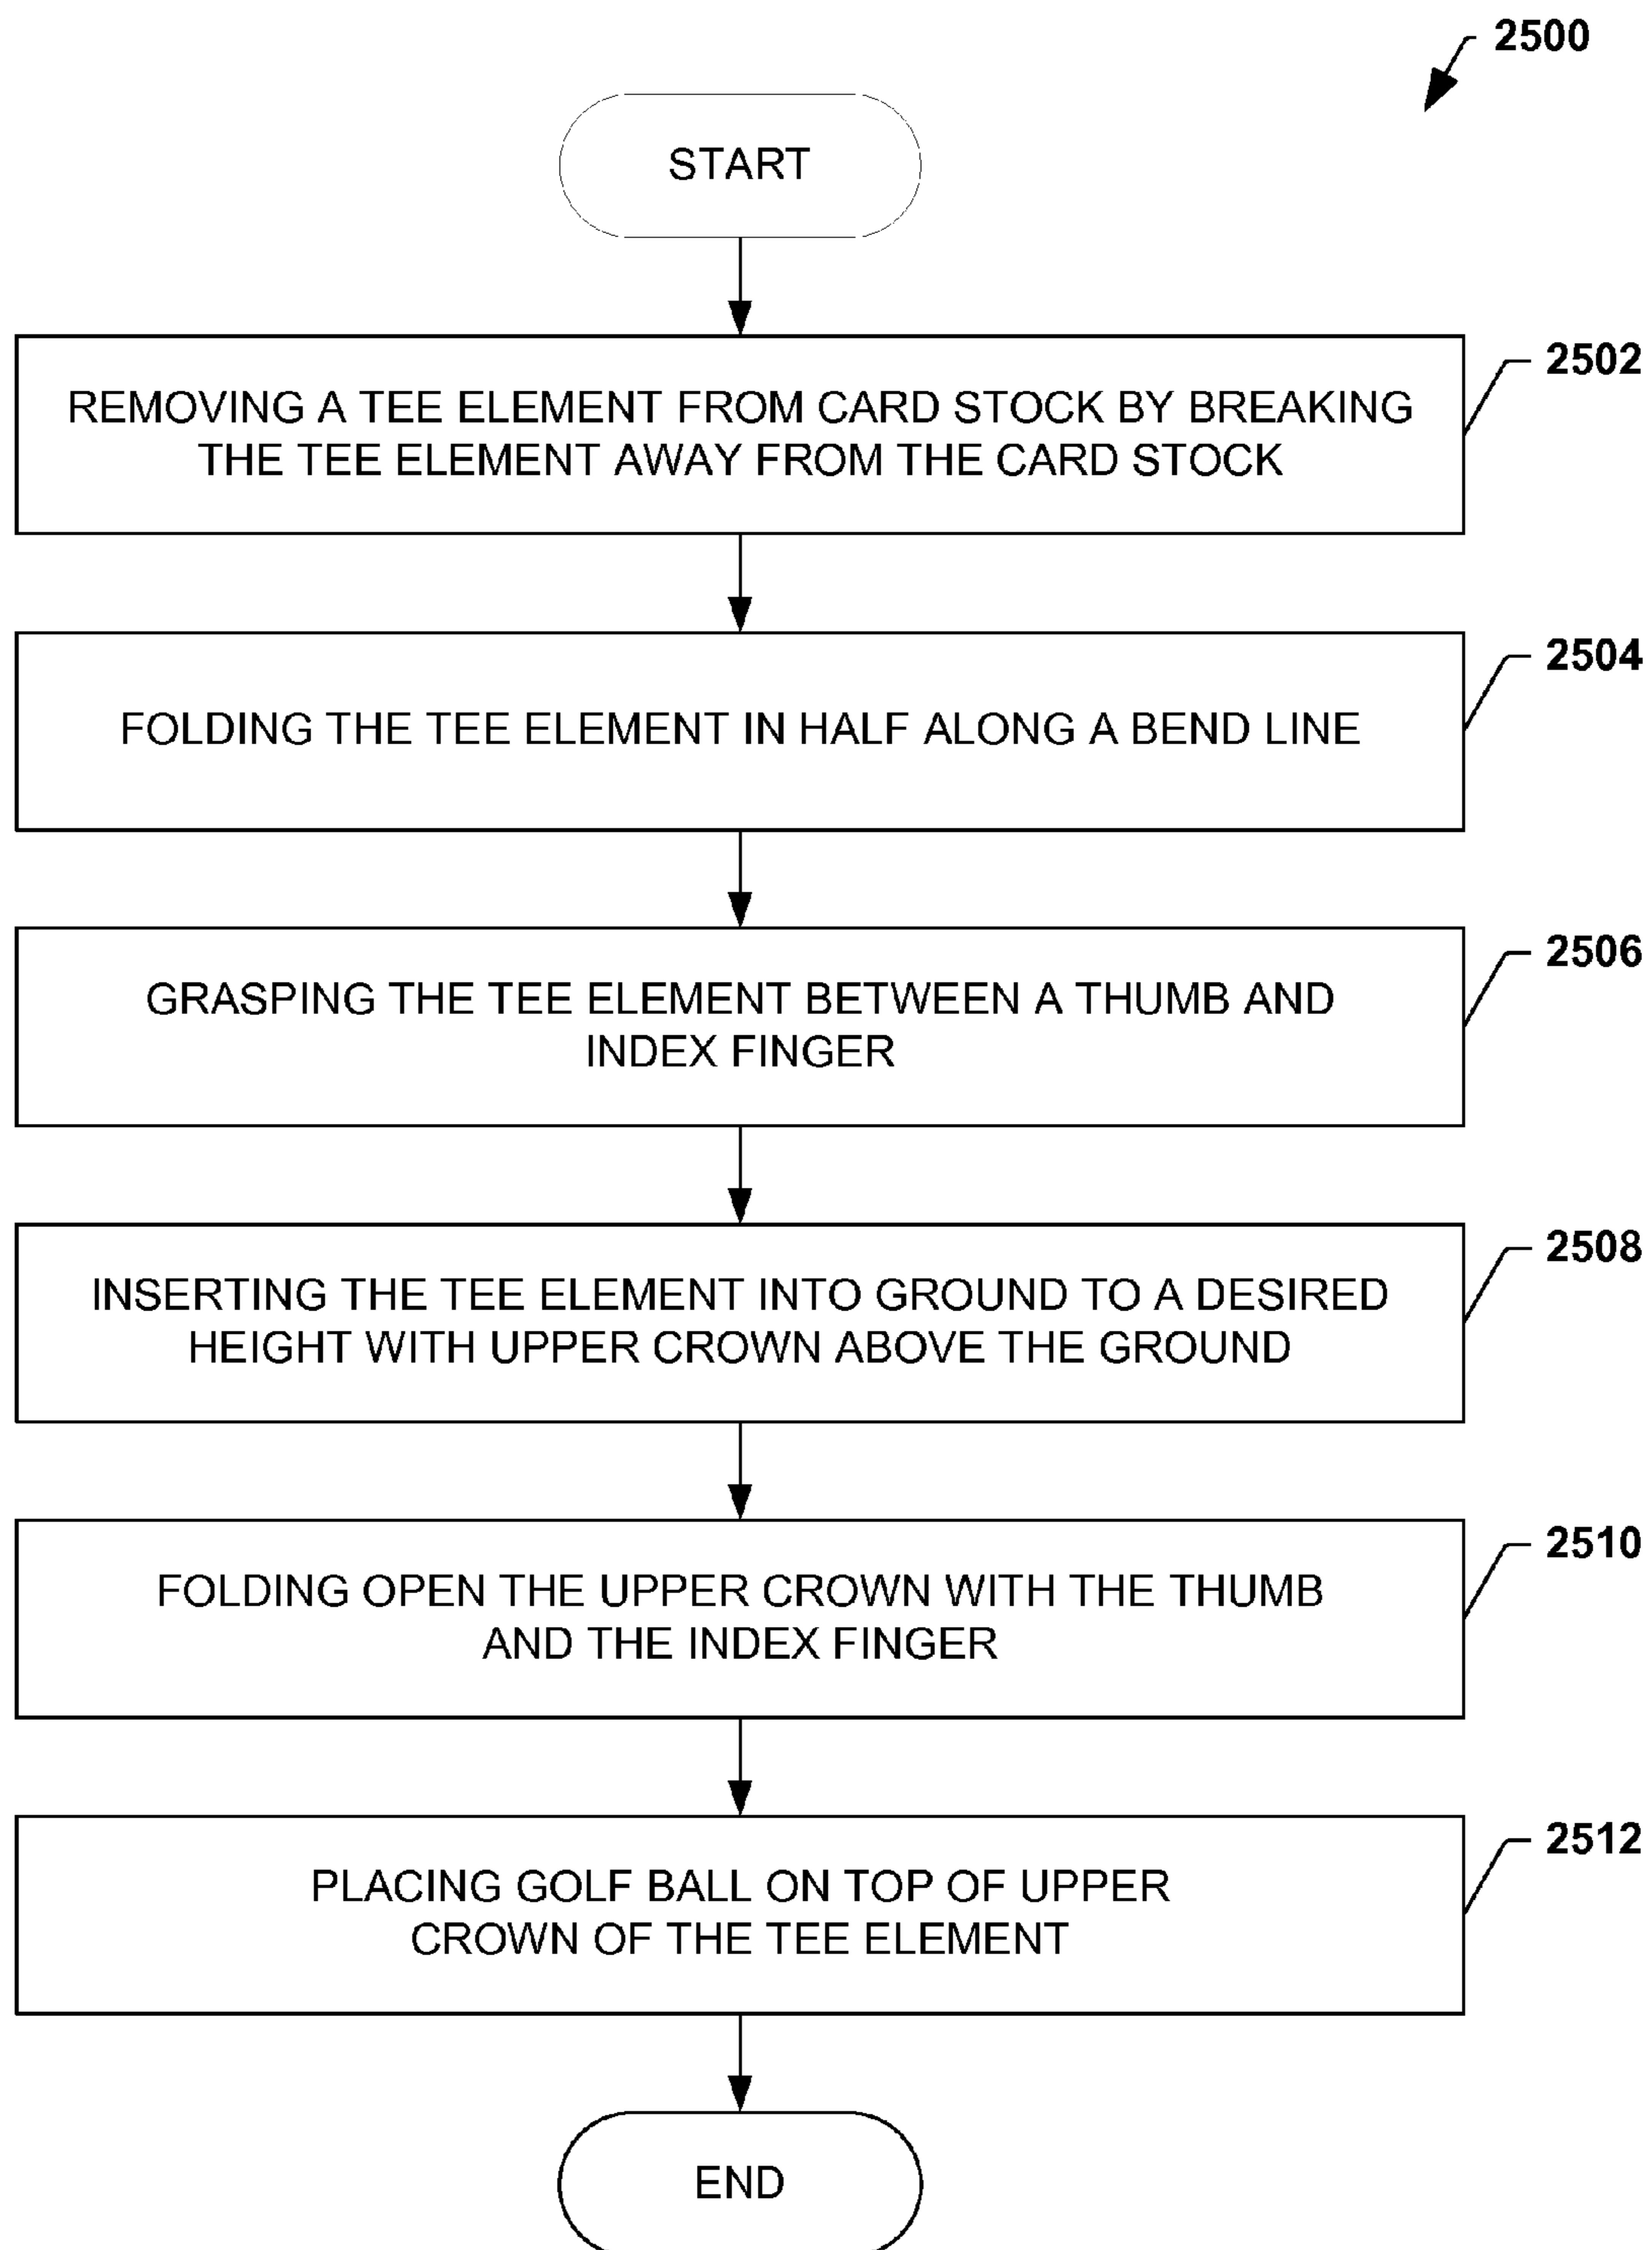 2500
START
2502
REMOVING A TEE ELEMENT FROM CARD STOCK BY BREAKING
THE TEE ELEMENT AWAY FROM THE CARD STOCK
2504
FOLDING THE TEE ELEMENT IN HALF ALONG A BEND LINE
2506
GRASPING THE TEE ELEMENT BETWEEN A THUMB AND
INDEX FINGER
2508
INSERTING THE TEE ELEMENT INTO GROUND TO A DESIRED
HEIGHT WITH UPPER CROWN ABOVE THE GROUND
2510
FOLDING OPEN THE UPPER CROWN WITH THE THUMB
AND THE INDEX FINGER
2512
PLACING GOLF BALL ON TOP OF UPPER
CROWN OF THE TEE ELEMENT
END